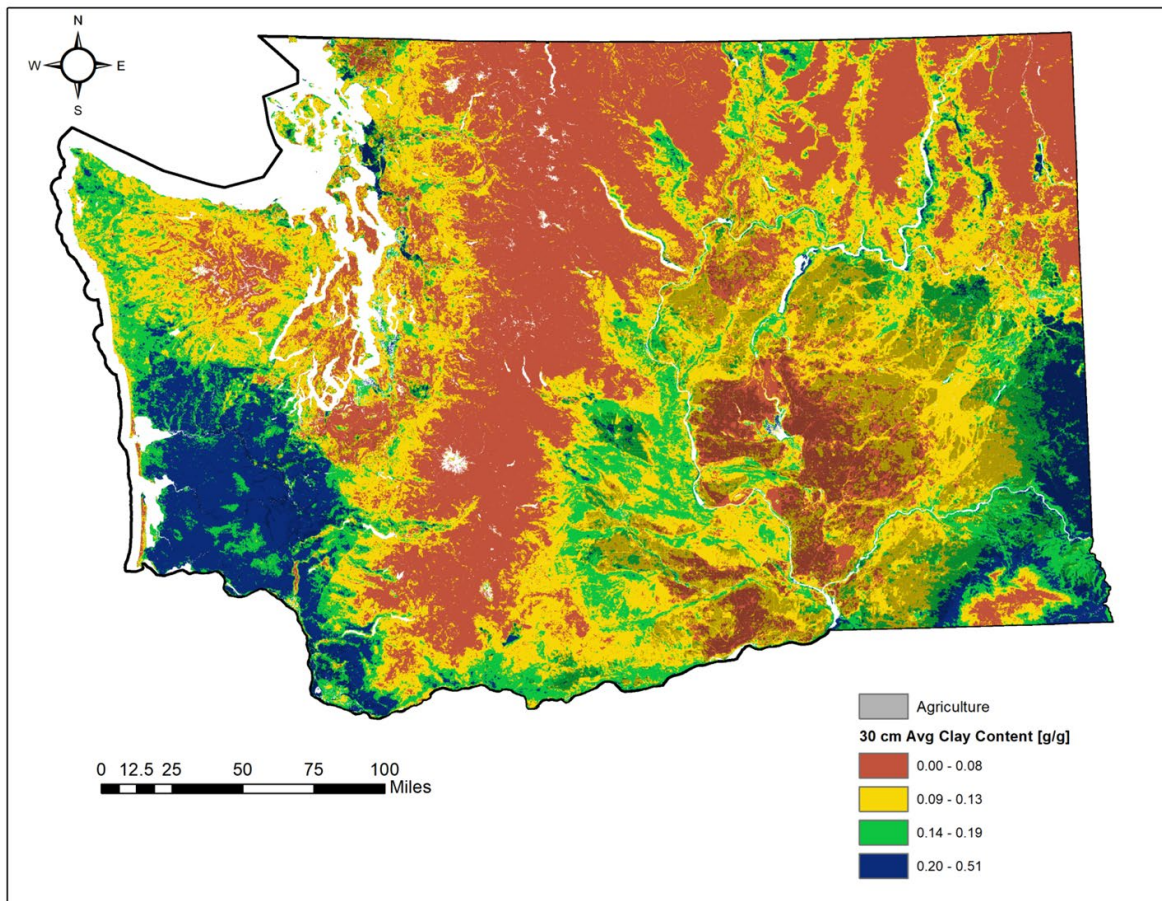 N
W E
S
Agriculture
30 cm Avg Clay Content [g/g]
0.00 - 0.08
0.09 - 0.13
0.14 - 0.19
0.20 - 0.51
0 12.5 25 50 75 100
Miles